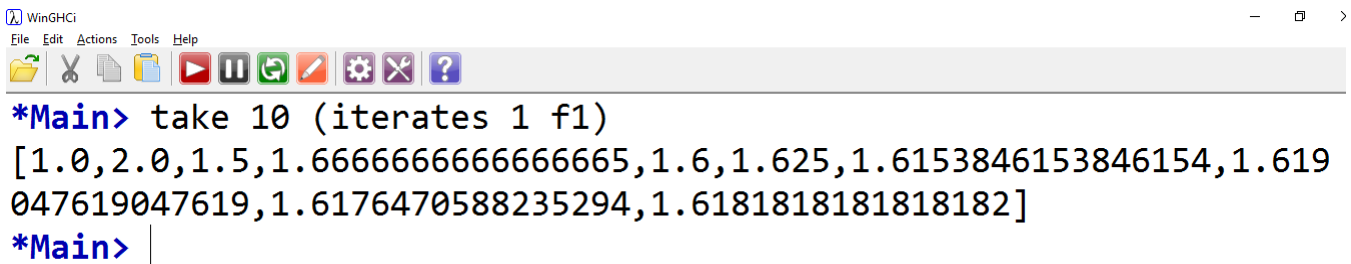 WinGHCi
File Edit Actions Tools Help
*Main> take 10 (iterates 1 f1)
[1.0,2.0,1.5,1.6666666666666665,1.6,1.625,1.6153846153846154,1.619
047619047619,1.6176470588235294,1.6181818181818182]
*Main>